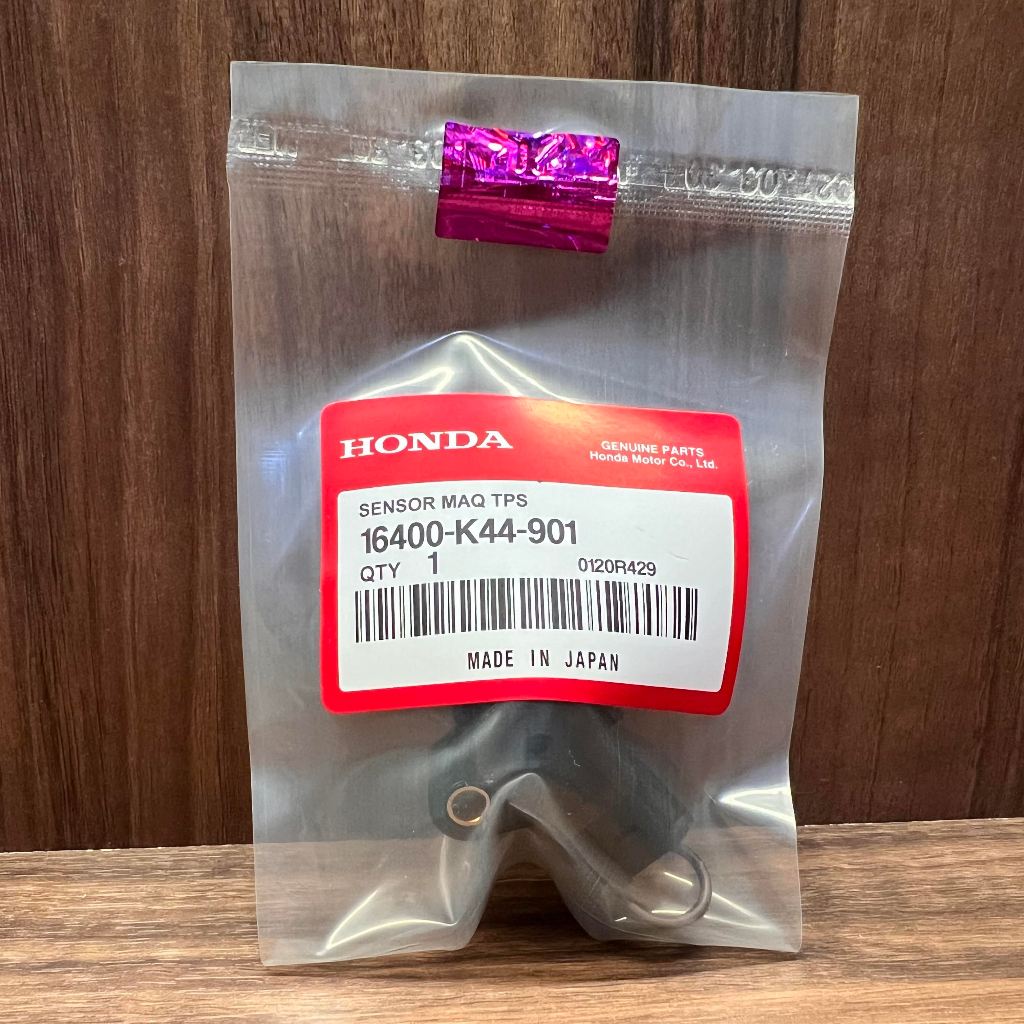 HONDA
GENUINE PARTS
Honda Motor Co., Ltd.
SENSOR MAQ TPS
16400-K44-901
QTY 1
0120R429
MADE IN JAPAN